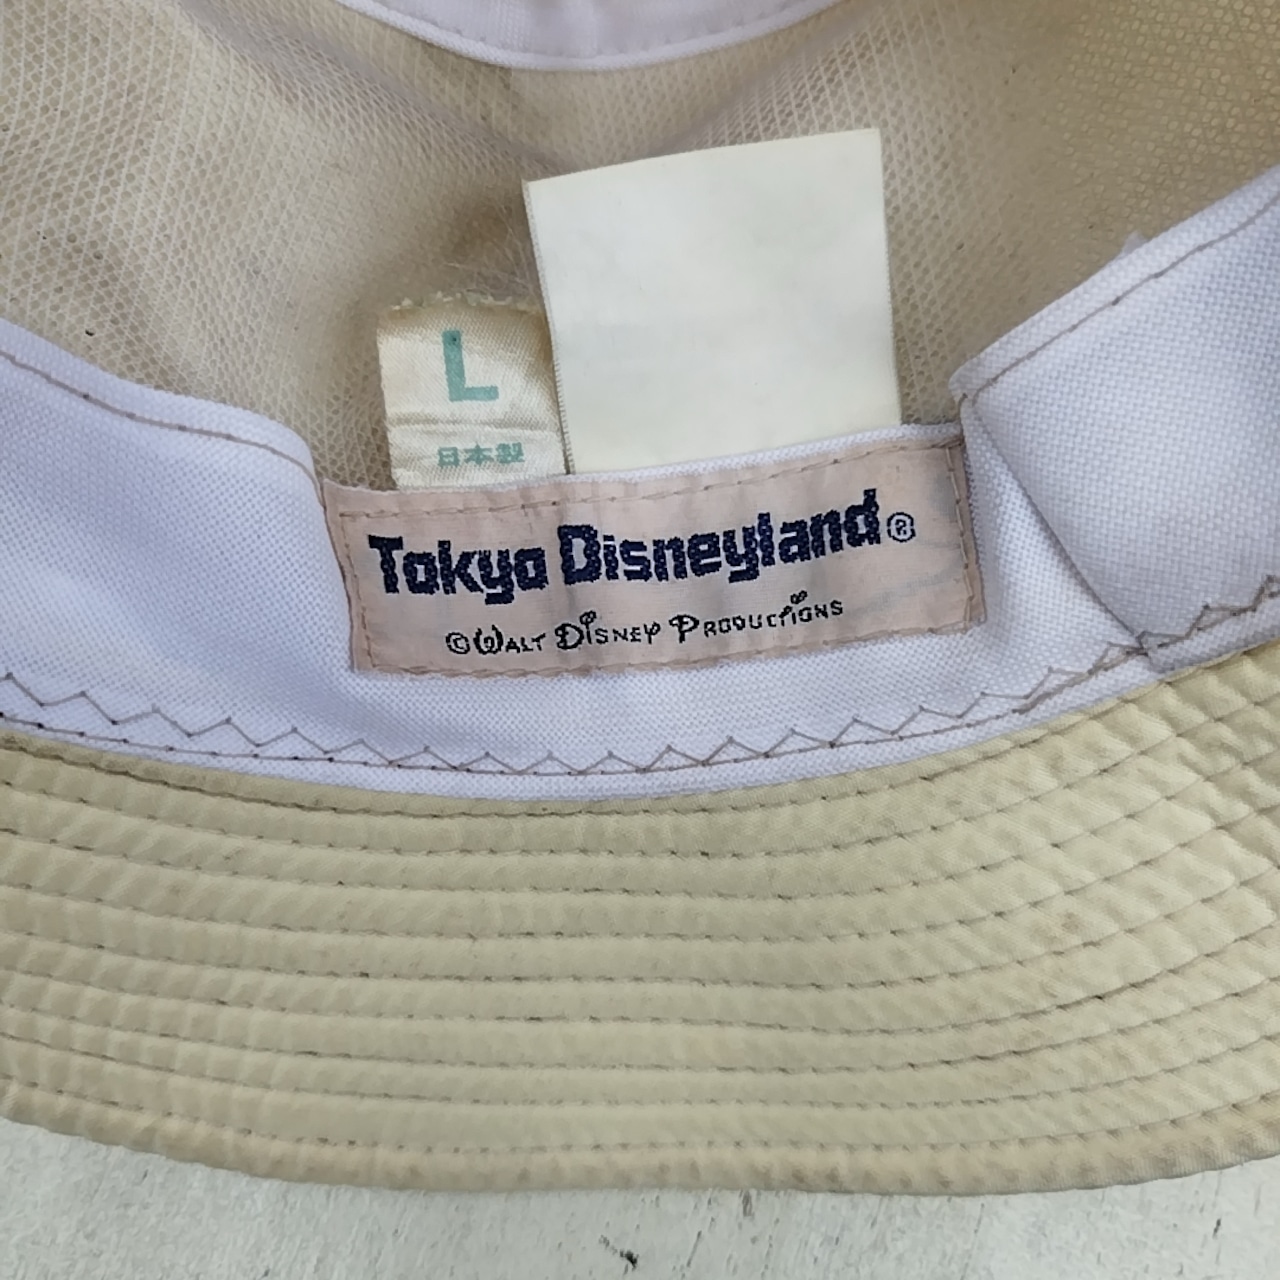 L
日本製
Tokyo Disneyland®
©WALT DISNEY PRODUCTIONS